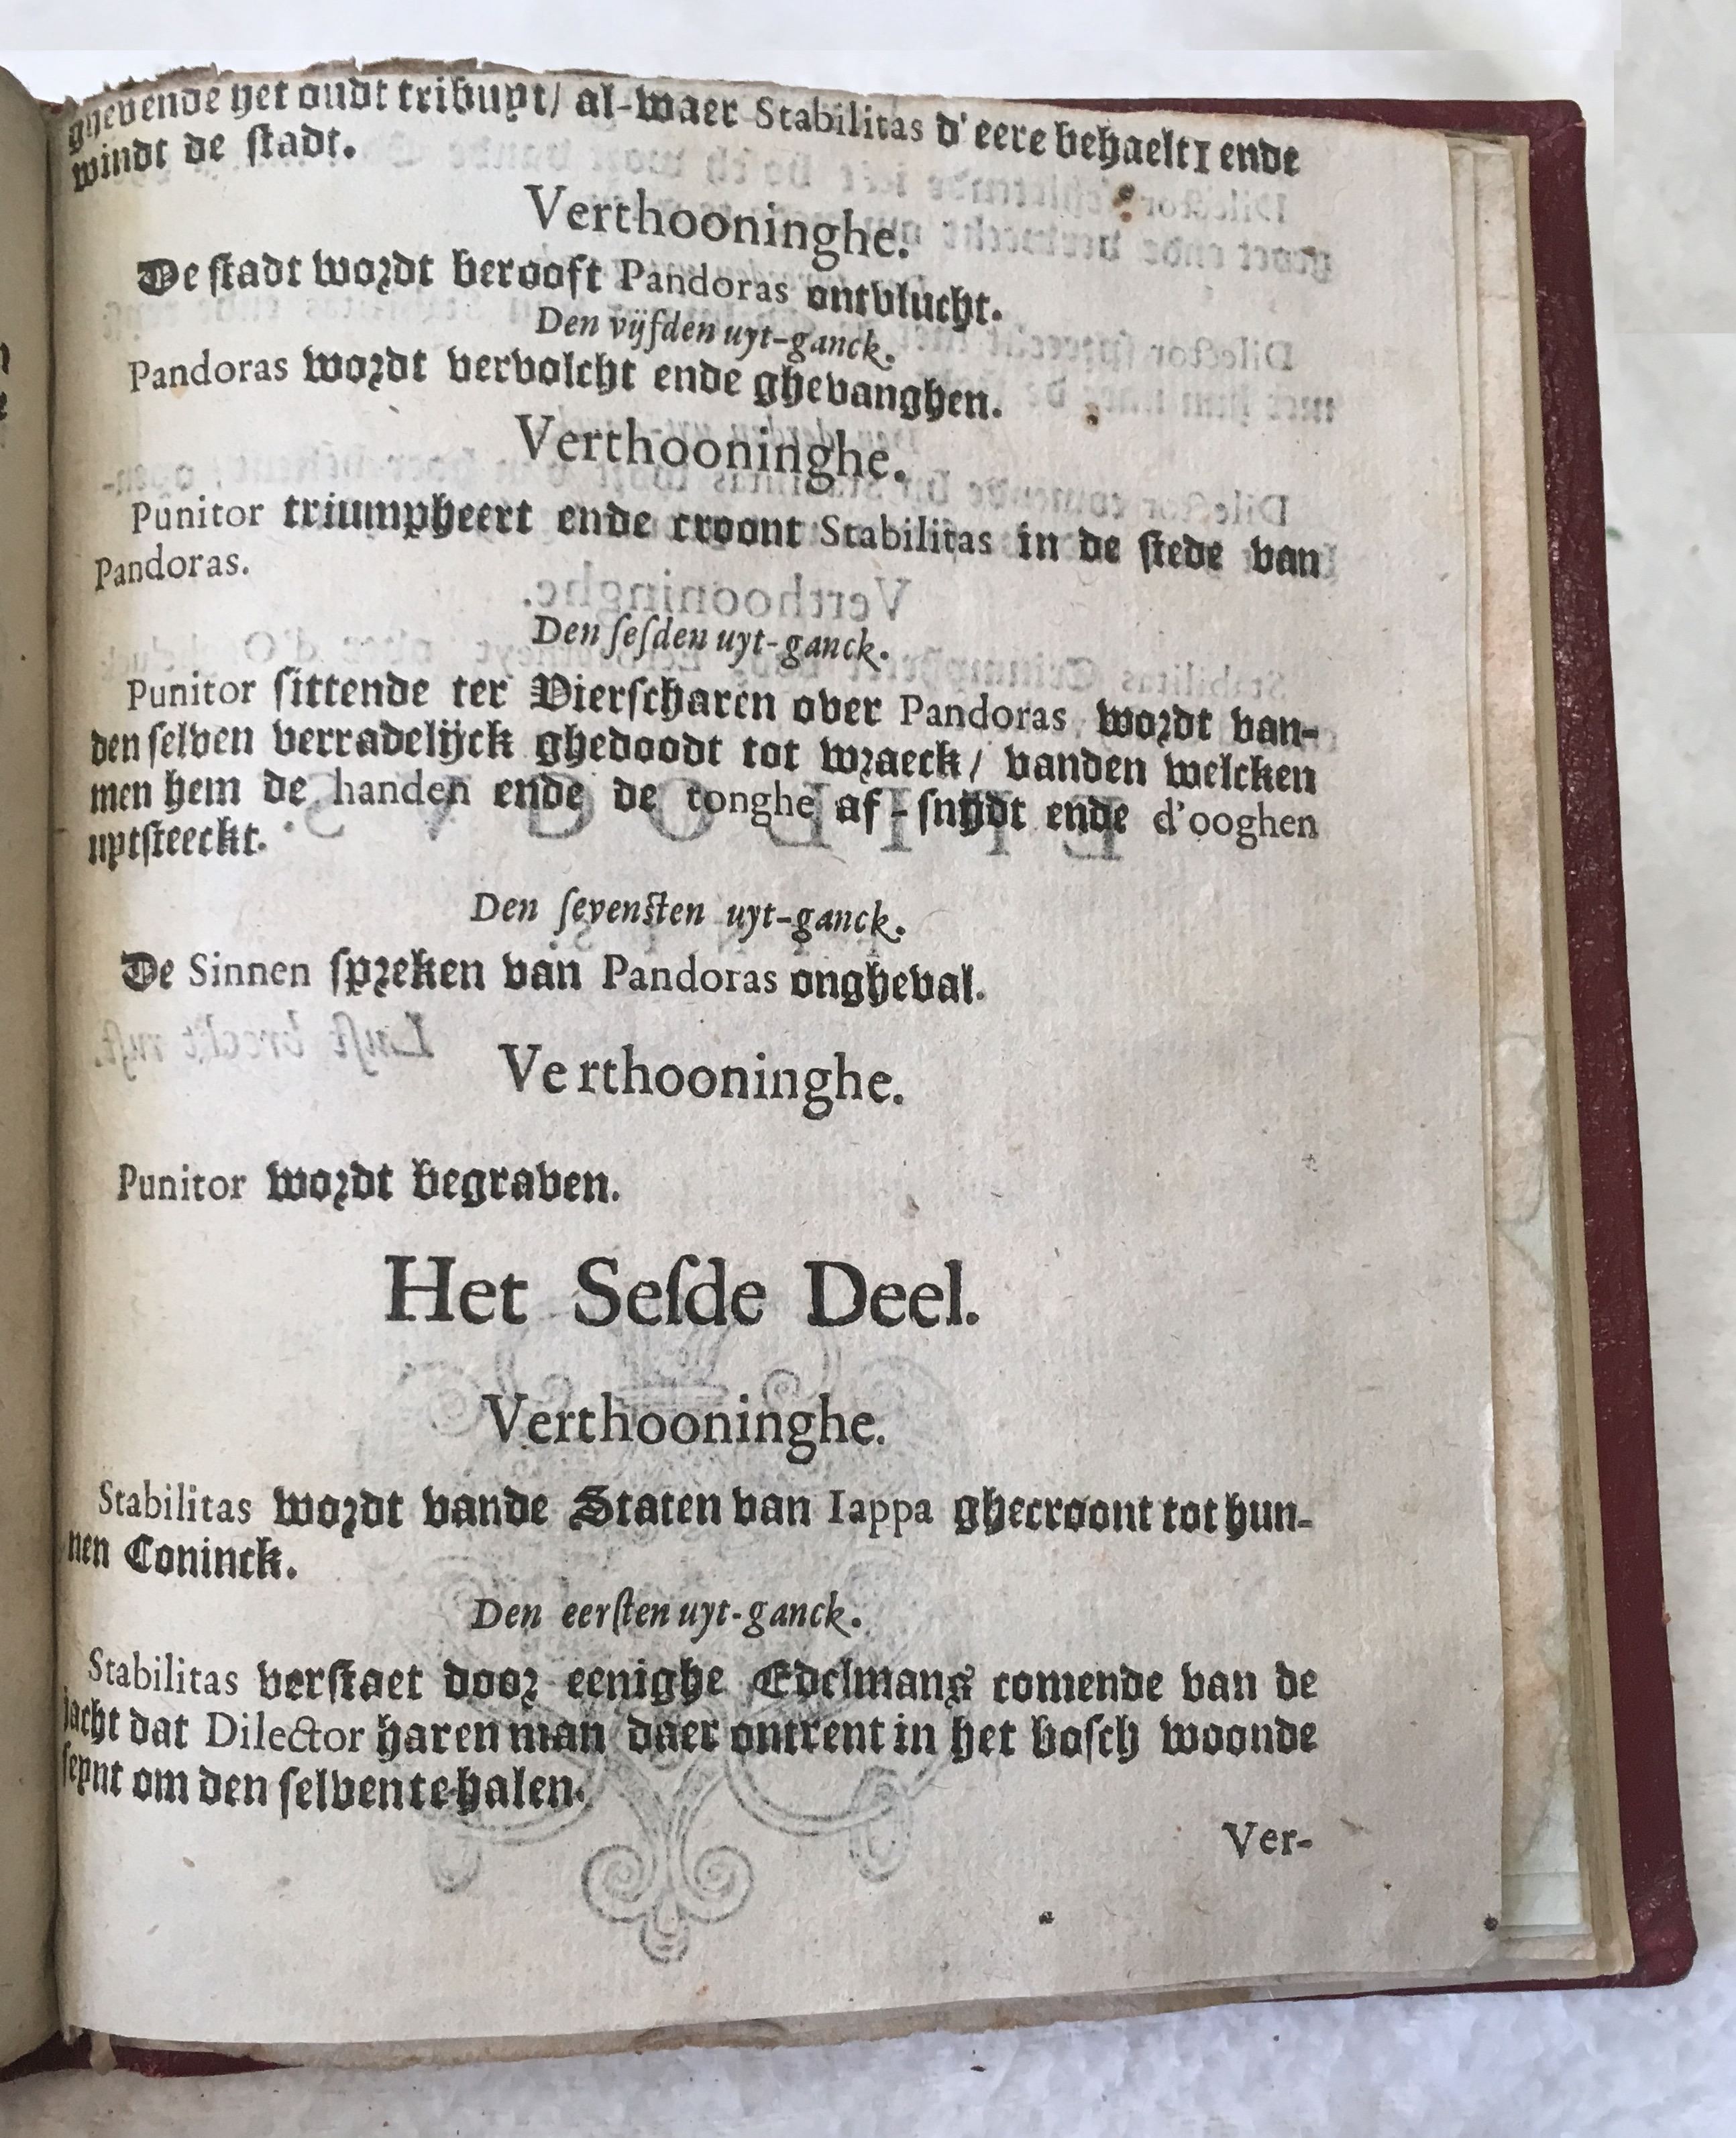 ghevende het oudt tribuyt/ al-waer Stabilitas d'eere behaelt I ende
windt de ſtadt.
Verthooninghe.
De ſtadt wordt berooft Pandoras ontvlucht.
Den vijfden uyt-ganck.
Pandoras wordt vervolcht ende ghevanghen.
Verthooninghe.
Punitor triumpheert ende croont Stabilitas in de ſtede van
Pandoras.
Den ſeſden uyt-ganck.
Punitor ſittende ter Vierſcharen over Pandoras wordt van-
den ſelven verradelijck ghedoodt tot wraeck/ vanden welcken
men hem de handen ende de tonghe af-ſnydt ende d'ooghen
uytſteeckt.
Den ſevenſten uyt-ganck.
De Sinnen ſpreken van Pandoras ongheval.
Verthooninghe.
Punitor wordt begraven.
Het Seſde Deel.
Verthooninghe.
Stabilitas wordt vande Staten van Iappa ghecroont tot hun-
nen Coninck.
Den eerſten uyt-ganck.
Stabilitas verſtaet door eenighe Edelmans comende van de
jacht dat Dilector haren man daer ontrent in het boſch woonde
ſeynt om den ſelven te halen.
Ver-